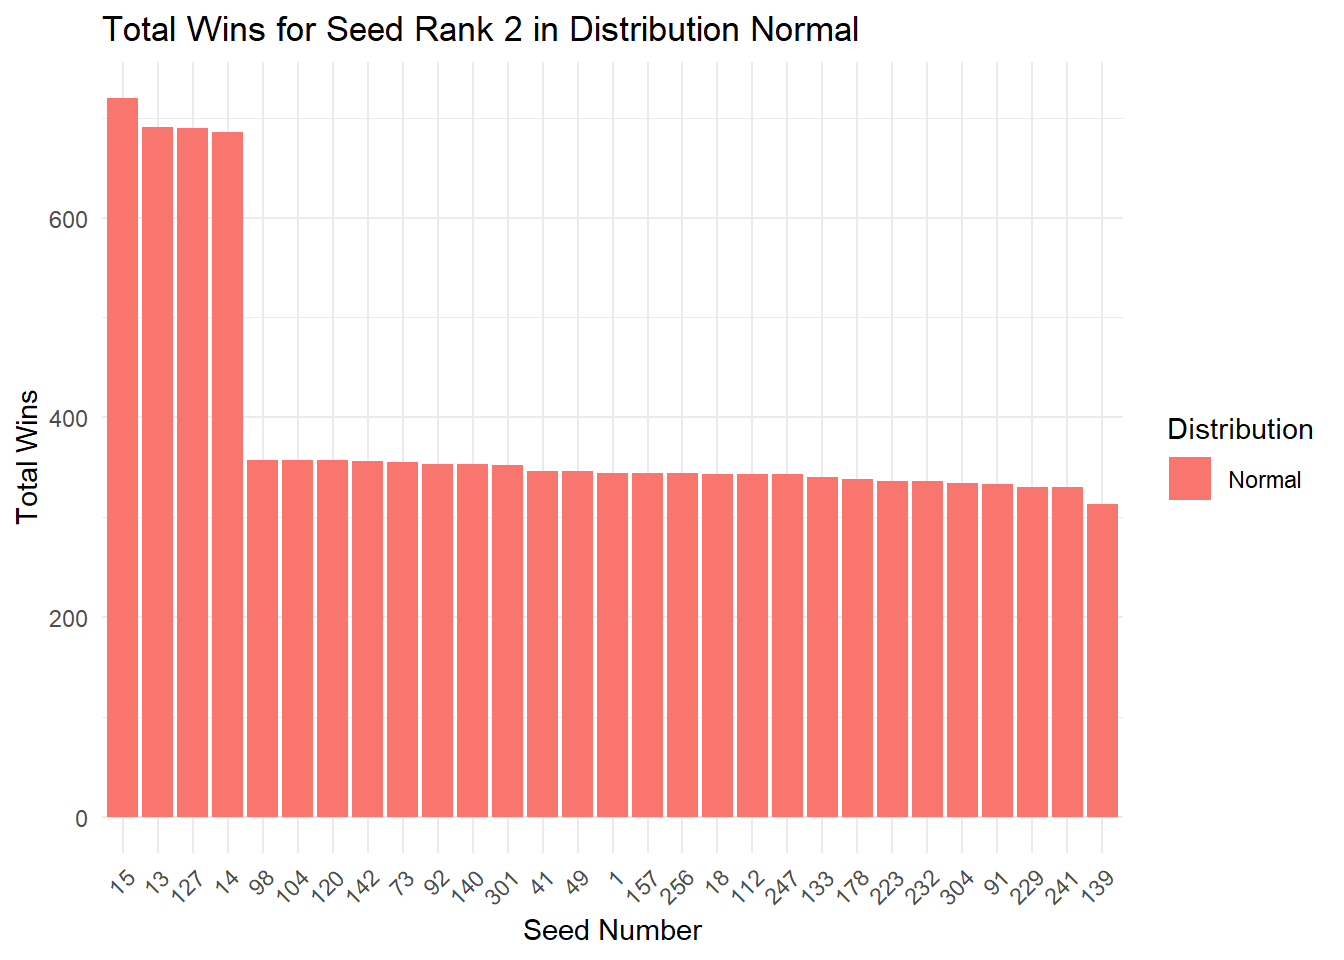 Total Wins for Seed Rank 2 in Distribution Normal
Total Wins
600
400
200
0
15 13 127 14 98 104 120 142 73 92 140 301 41 49 1 157 256 18 112 247 133 178 223 232 304 91 229 241 139
Seed Number
Distribution
Normal